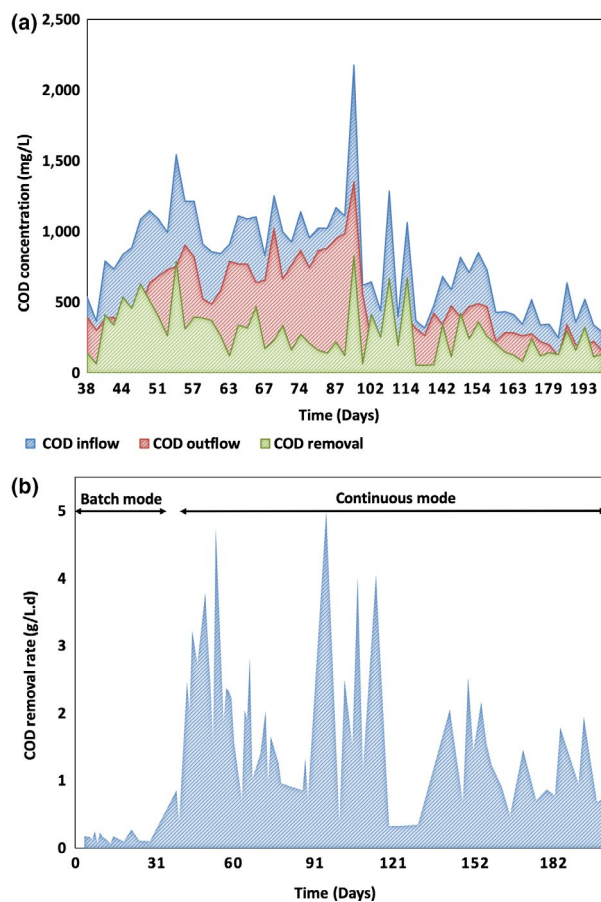 (a)
2,500
2,000
1,500
1,000
500
0
COD concentration (mg/L)
38 44 51 57 63 67 74 87 102 114 142 154 163 179 193
Time (Days)
COD inflow COD outflow COD removal
(b)
Batch mode Continuous mode
5
4
3
2
1
0
COD removal rate (g/L.d)
0 31 60 91 121 152 182
Time (Days)